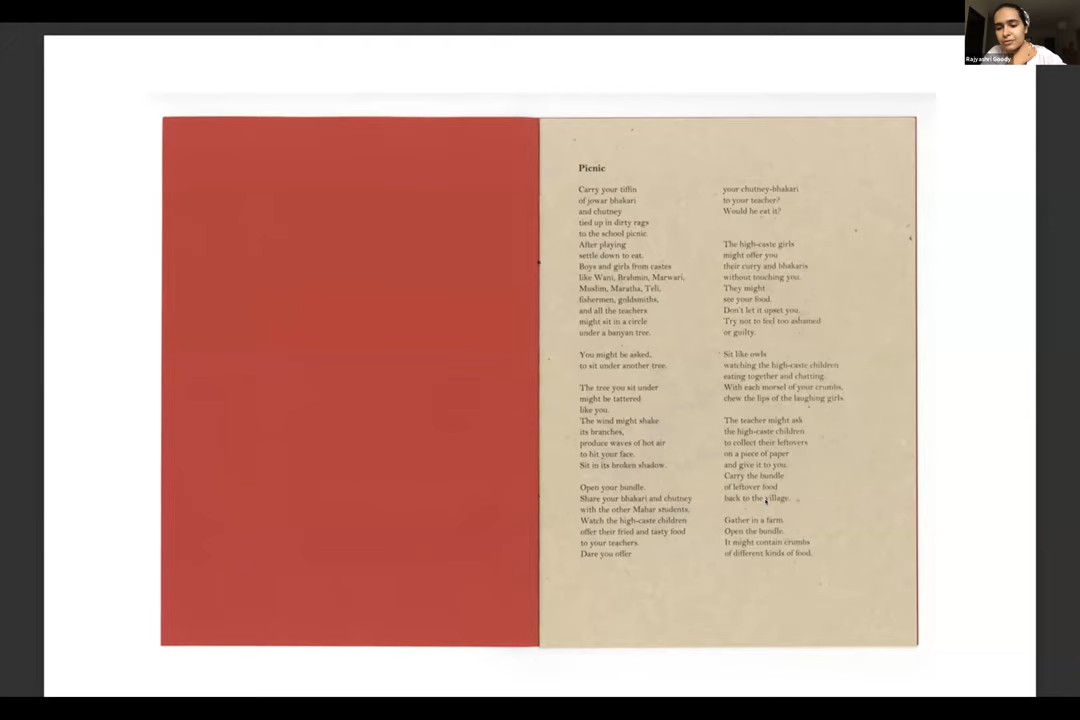 Rajyashri Goody
Picnic
Carry your tiffin
of jowar bhakari
and chutney
tied up in dirty rags
to the school picnic.
After playing
settle down to eat.
Boys and girls from castes
like Wani, Brahmin, Marwari,
Muslim, Maratha, Teli,
fishermen, goldsmiths,
and all the teachers
might sit in a circle
under a banyan tree.
You might be asked,
to sit under another tree.
The tree you sit under
might be tattered
like you.
The wind might shake
its branches,
produce waves of hot air
to hit your face.
Sit in its broken shadow.
Open your bundle.
Share your bhakari and chutney
with the other Mahar students.
Watch the high-caste children
offer their fried and tasty food
to your teachers.
Dare you offer
your chutney-bhakari
to your teacher?
Would he eat it?
The high-caste girls
might offer you
their curry and bhakaris
without touching you.
They might
see your food.
Don't let it upset you.
Try not to feel too ashamed
or guilty.
Sit like owls
watching the high-caste children
eating together and chatting.
With each morsel of your crumbs,
chew the lips of the laughing girls.
The teacher might ask
the high-caste children
to collect their leftovers
on a piece of paper
and give it to you.
Carry the bundle
of leftover food
back to the village.
Gather in a farm.
Open the bundle.
It might contain crumbs
of different kinds of food.